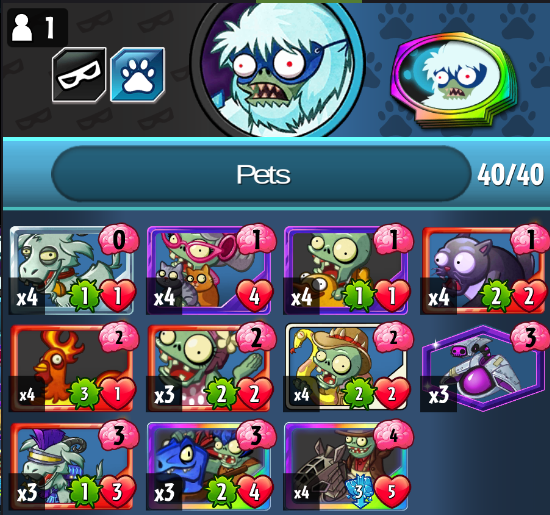 1
Pets 40/40
0 1 1 1
x4 1 1 x4 4 x4 1 1 x4 2 2
2 2 2 3
x4 3 1 x3 2 2 x4 2 2 x3
3 3 4
x3 1 3 x3 2 4 x4 3 5